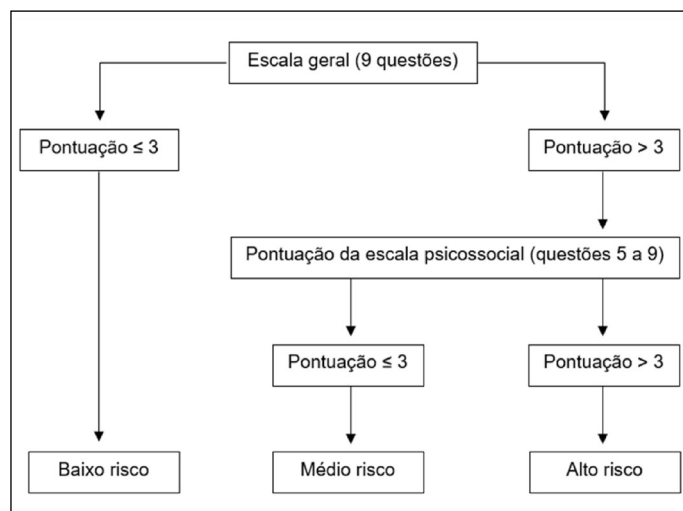 Escala geral (9 questões)
Pontuação ≤ 3
Pontuação > 3
Pontuação da escala psicossocial (questões 5 a 9)
Pontuação ≤ 3
Pontuação > 3
Baixo risco
Médio risco
Alto risco